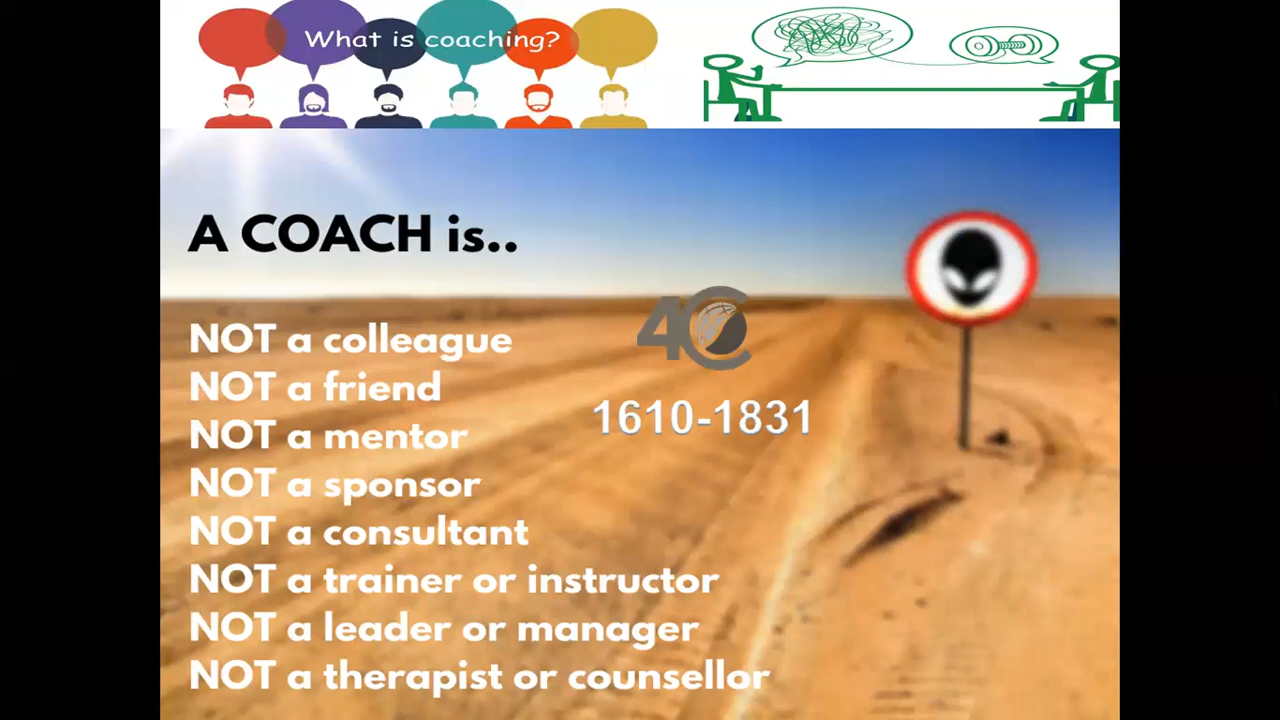 What is coaching?
A COACH is..
NOT a colleague
NOT a friend
NOT a mentor
NOT a sponsor
NOT a consultant
NOT a trainer or instructor
NOT a leader or manager
NOT a therapist or counsellor
4C
1610-1831